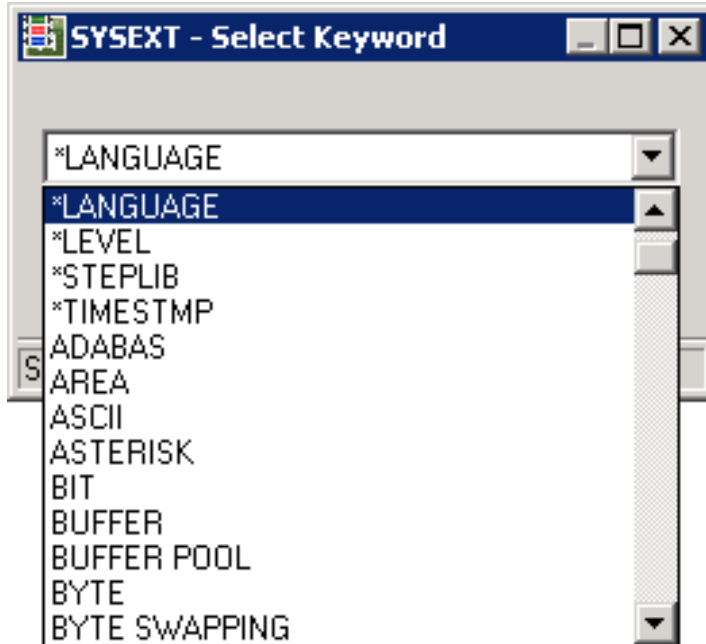 SYSEXT - Select Keyword
*LANGUAGE
*LANGUAGE
*LEVEL
*STEPLIB
*TIMESTMP
ADABAS
AREA
ASCII
ASTERISK
BIT
BUFFER
BUFFER POOL
BYTE
BYTE SWAPPING